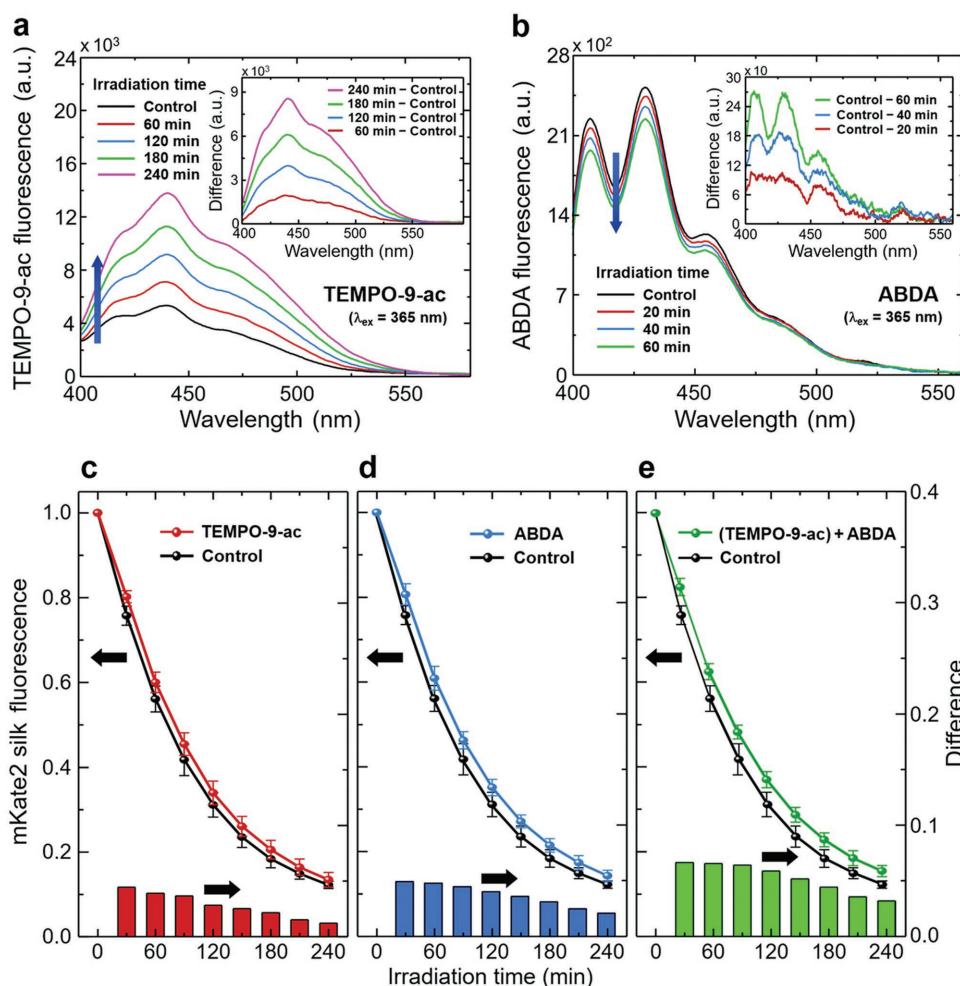 a
TEMPO-9-ac fluorescence (a.u.)
× 10³
24
20
16
12
8
4
0
Irradiation time
Control
60 min
120 min
180 min
240 min
× 10³
Difference (a.u.)
9
6
3
0
240 min – Control
180 min – Control
120 min – Control
60 min – Control
400 450 500 550
Wavelength (nm)
TEMPO-9-ac
(λex = 365 nm)
400 450 500 550
Wavelength (nm)
b
ABDA fluorescence (a.u.)
× 10²
28
21
14
7
0
× 10
Difference (a.u.)
30
24
18
12
6
0
Control – 60 min
Control – 40 min
Control – 20 min
400 450 500 550
Wavelength (nm)
Irradiation time
Control
20 min
40 min
60 min
ABDA
(λex = 365 nm)
400 450 500 550
Wavelength (nm)
c
mKate2 silk fluorescence
1.0
0.8
0.6
0.4
0.2
0.0
TEMPO-9-ac
Control
0 60 120 180 240
d
ABDA
Control
0 60 120 180 240
Irradiation time (min)
e
(TEMPO-9-ac) + ABDA
Control
0 60 120 180 240
0.4
0.3
0.2
0.1
0.0
Difference